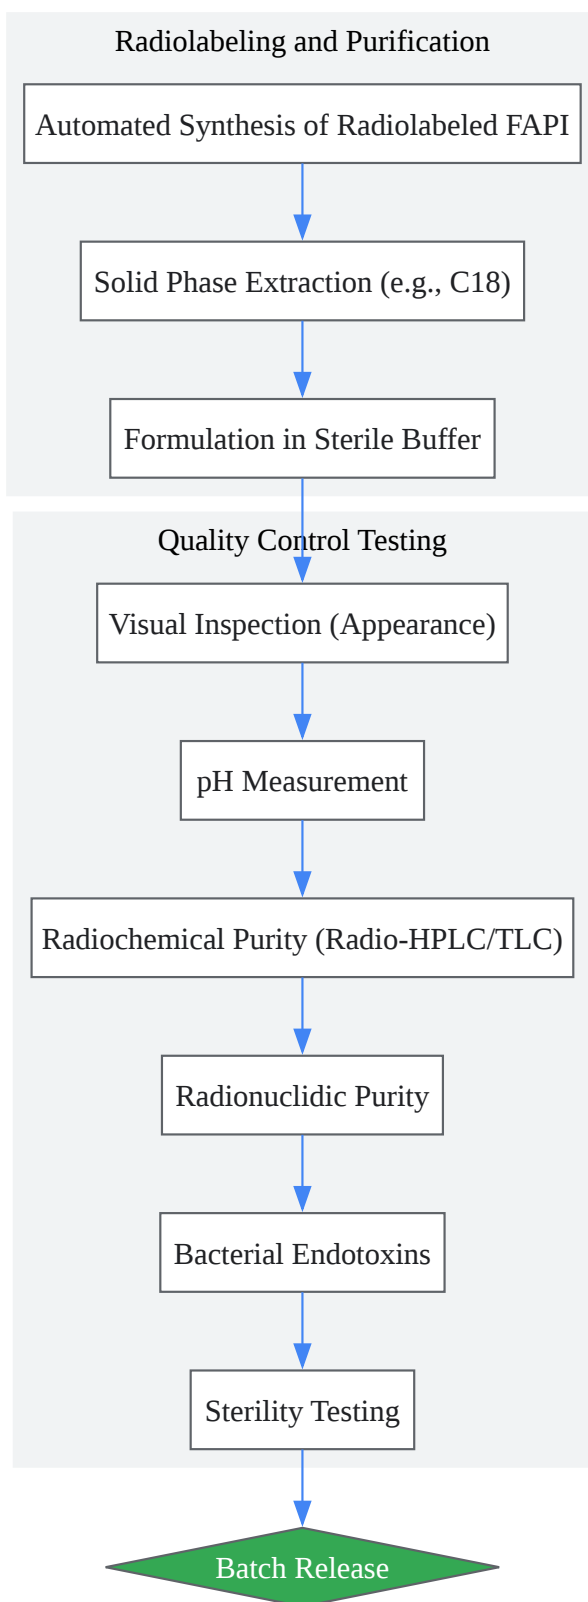 Radiolabeling and Purification
Automated Synthesis of Radiolabeled FAPI
Solid Phase Extraction (e.g., C18)
Formulation in Sterile Buffer
Quality Control Testing
Visual Inspection (Appearance)
pH Measurement
Radiochemical Purity (Radio-HPLC/TLC)
Radionuclidic Purity
Bacterial Endotoxins
Sterility Testing
Batch Release